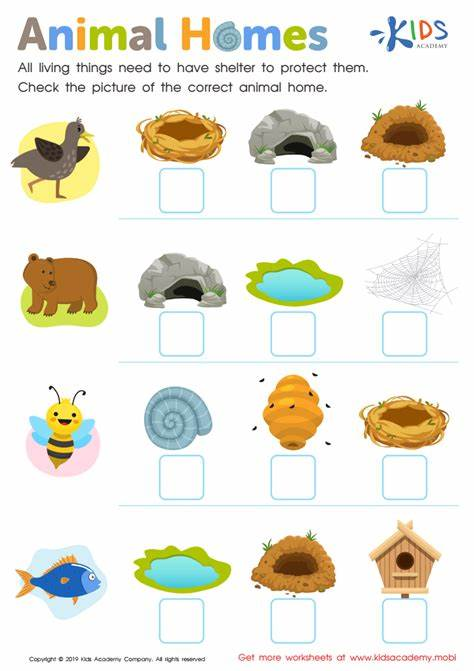 Animal Homes
KIDS
ACADEMY
All living things need to have shelter to protect them.
Check the picture of the correct animal home.
Copyright © 2019 Kids Academy Company. All rights reserved
Get more worksheets at www.kidsacademy.mobi